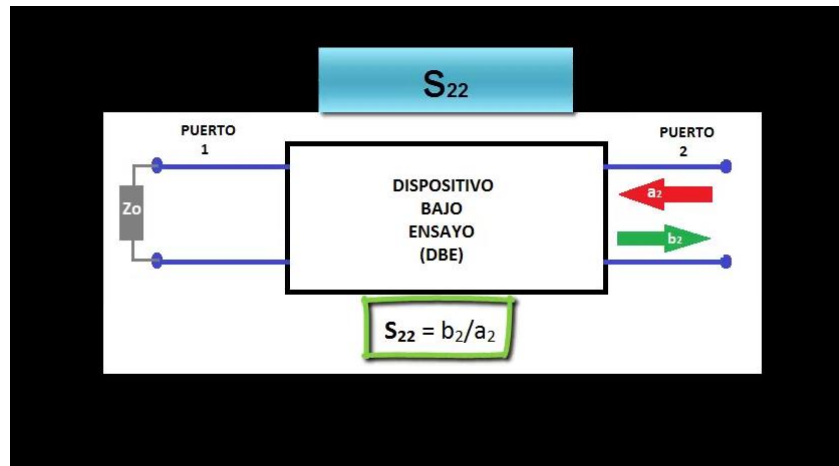 S₂₂
PUERTO
1
PUERTO
2
Zo
DISPOSITIVO
BAJO
ENSAYO
(DBE)
a₂
b₂
S₂₂ = b₂/a₂